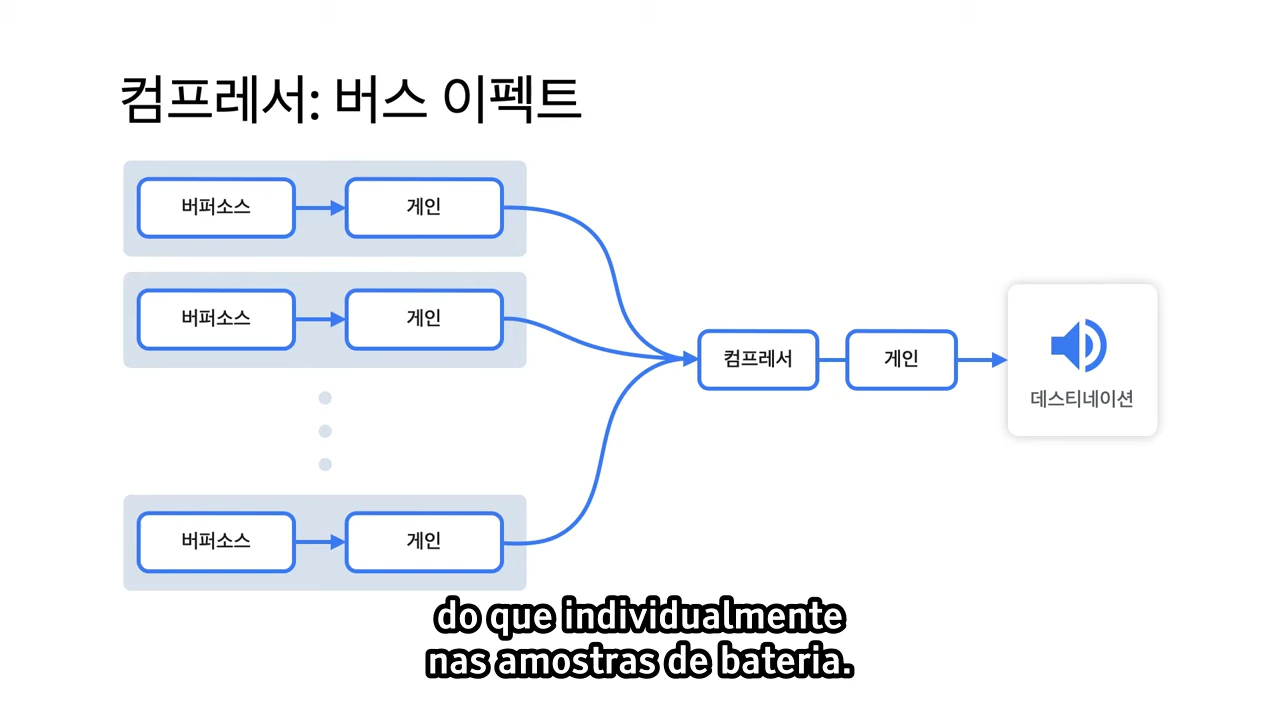 컴프레서: 버스 이펙트
버퍼소스
게인
버퍼소스
게인
컴프레서
게인
데스티네이션
버퍼소스
게인
do que individualmente
nas amostras de bateria.